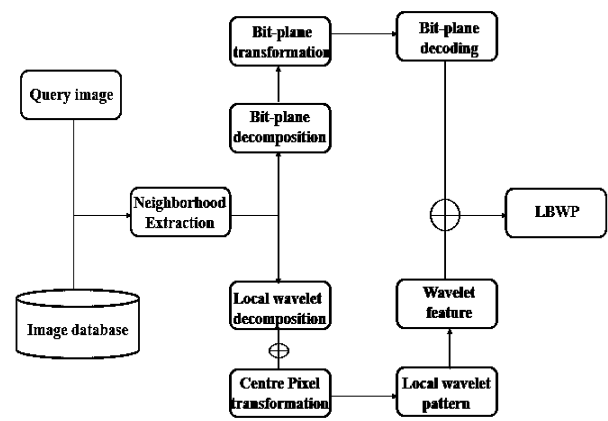 Query image
Image database
Neighborhood
Extraction
Bit-plane
transformation
Bit-plane
decomposition
Local wavelet
decomposition
Centre Pixel
transformation
Bit-plane
decoding
LBWP
Wavelet
feature
Local wavelet
pattern